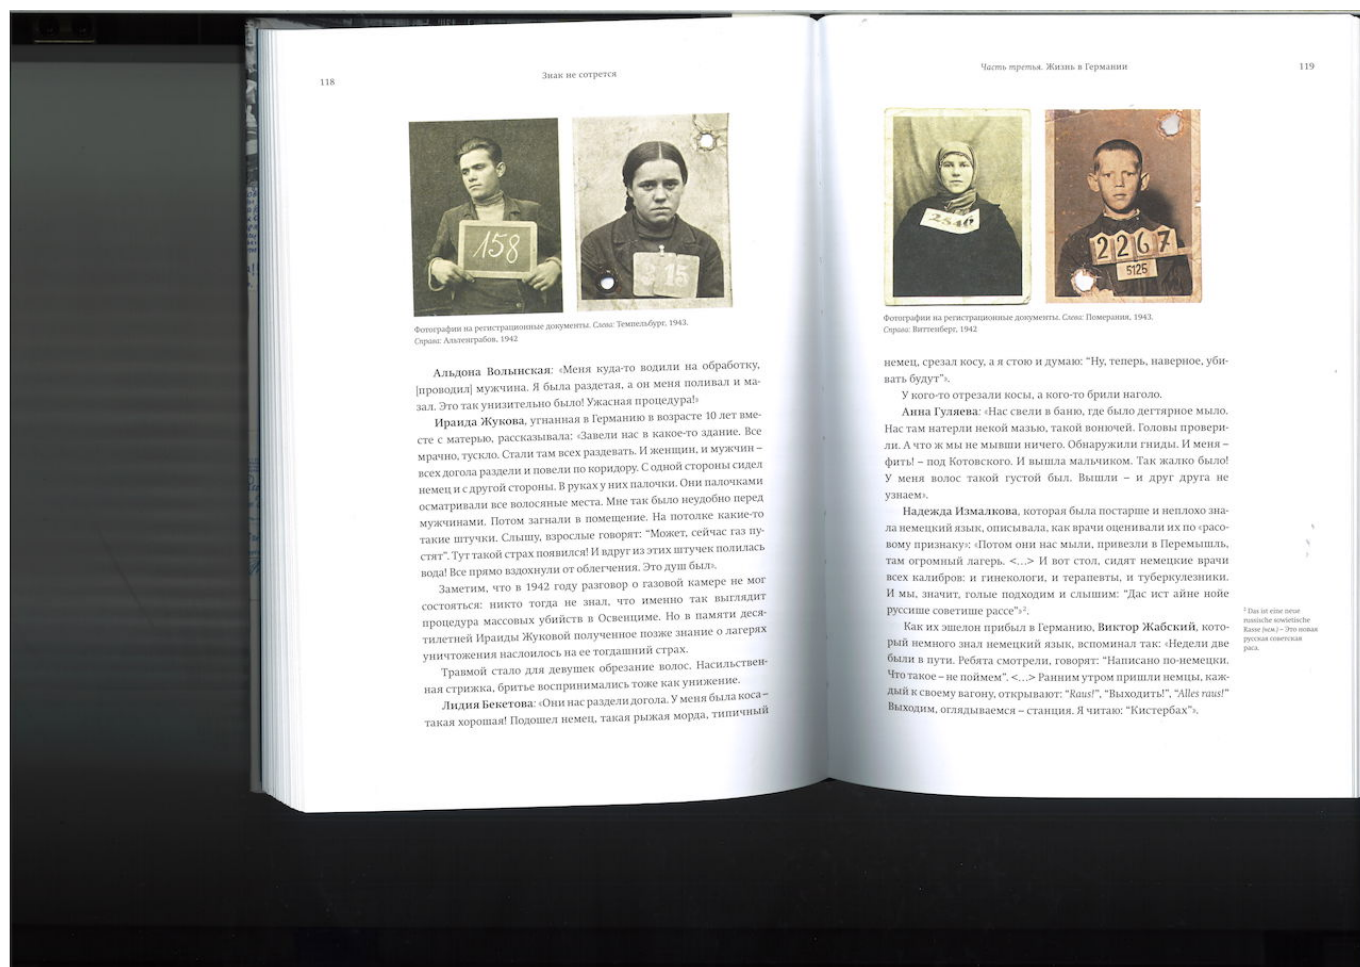 118
Знак не сотрется
158
3 15
Фотографии на регистрационные документы. Слева: Темпельбург, 1943.
Справа: Альтенграбов, 1942
Альдона Волынская: «Меня куда-то водили на обработку,
[проводил] мужчина. Я была раздетая, а он меня поливал и ма-
зал. Это так унизительно было! Ужасная процедура!»
Ираида Жукова, угнанная в Германию в возрасте 10 лет вме-
сте с матерью, рассказывала: «Завели нас в какое-то здание. Все
мрачно, тускло. Стали там всех раздевать. И женщин, и мужчин –
всех догола раздели и повели по коридору. С одной стороны сидел
немец и с другой стороны. В руках у них палочки. Они палочками
осматривали все волосяные места. Мне так было неудобно перед
мужчинами. Потом загнали в помещение. На потолке какие-то
такие штучки. Слышу, взрослые говорят: “Может, сейчас газ пу-
стят”. Тут такой страх появился! И вдруг из этих штучек полилась
вода! Все прямо вздохнули от облегчения. Это душ был».
Заметим, что в 1942 году разговор о газовой камере не мог
состояться: никто тогда не знал, что именно так выглядит
процедура массовых убийств в Освенциме. Но в памяти деся-
тилетней Ираиды Жуковой полученное позже знание о лагерях
уничтожения наслоилось на ее тогдашний страх.
Травмой стало для девушек обрезание волос. Насильствен-
ная стрижка, бритье воспринимались тоже как унижение.
Лидия Бекетова: «Они нас раздели догола. У меня была коса –
такая хорошая! Подошел немец, такая рыжая морда, типичный
Часть третья. Жизнь в Германии
119
2846
2267
5125
Фотографии на регистрационные документы. Слева: Померания, 1943.
Справа: Виттенберг, 1942
немец, срезал косу, а я стою и думаю: “Ну, теперь, наверное, уби-
вать будут”».
У кого-то отрезали косы, а кого-то брили наголо.
Анна Гуляева: «Нас свели в баню, где было дегтярное мыло.
Нас там натерли некой мазью, такой вонючей. Головы провери-
ли. А что ж мы не мывши ничего. Обнаружили гниды. И меня –
фить! – под Котовского. И вышла мальчиком. Так жалко было!
У меня волос такой густой был. Вышли – и друг друга не
узнаем».
Надежда Измалкова, которая была постарше и неплохо зна-
ла немецкий язык, описывала, как врачи оценивали их по «расо-
вому признаку»: «Потом они нас мыли, привезли в Перемышль,
там огромный лагерь. <...> И вот стол, сидят немецкие врачи
всех калибров: и гинекологи, и терапевты, и туберкулезники.
И мы, значит, голые подходим и слышим: “Дас ист айне нойе
руссише советише рассе”»².
Как их эшелон прибыл в Германию, Виктор Жабский, кото-
рый немного знал немецкий язык, вспоминал так: «Недели две
были в пути. Ребята смотрели, говорят: “Написано по-немецки.
Что такое – не поймем”. <...> Ранним утром пришли немцы, каж-
дый к своему вагону, открывают: “Raus!”, “Выходить!”, “Alles raus!”
Выходим, оглядываемся – станция. Я читаю: “Кистербах”».
² Das ist eine neue
russische sowietische
Rasse (нем.) – Это новая
русская советская
раса.